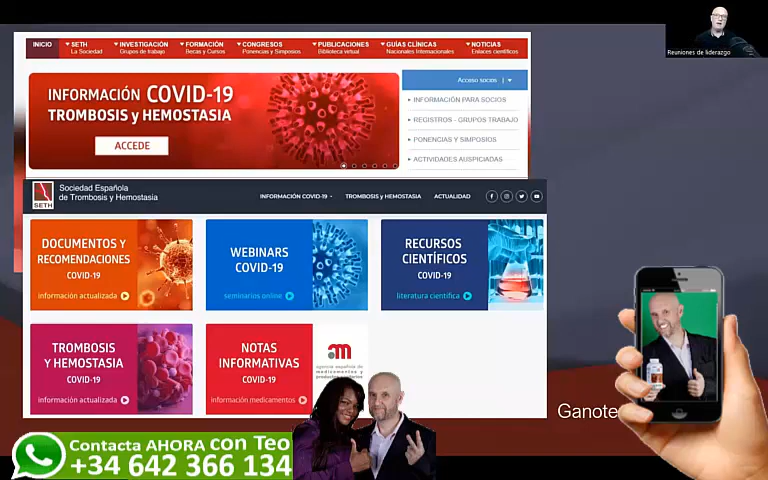 Reuniones de liderazgo
INICIO
SETH
La Sociedad
INVESTIGACIÓN
Grupos de trabajo
FORMACIÓN
Becas y Cursos
CONGRESOS
Ponencias y Simposios
PUBLICACIONES
Biblioteca virtual
GUÍAS CLÍNICAS
Nacionales Internacionales
NOTICIAS
Enlaces científicos
INFORMACIÓN COVID-19
TROMBOSIS y HEMOSTASIA
ACCEDE
Acceso socios
INFORMACIÓN PARA SOCIOS
REGISTROS - GRUPOS TRABAJO
PONENCIAS Y SIMPOSIOS
ACTIVIDADES AUSPICIADAS
SETH
Sociedad Española
de Trombosis y Hemostasia
INFORMACIÓN COVID-19
TROMBOSIS y HEMOSTASIA
ACTUALIDAD
DOCUMENTOS Y
RECOMENDACIONES
COVID-19
información actualizada
WEBINARS
COVID-19
seminarios online
RECURSOS
CIENTÍFICOS
COVID-19
literatura científica
TROMBOSIS
Y HEMOSTASIA
COVID-19
información actualizada
NOTAS
INFORMATIVAS
COVID-19
información medicamentos
agencia española de
medicamentos y
Ganote
Contacta AHORA con Teo
+34 642 366 134